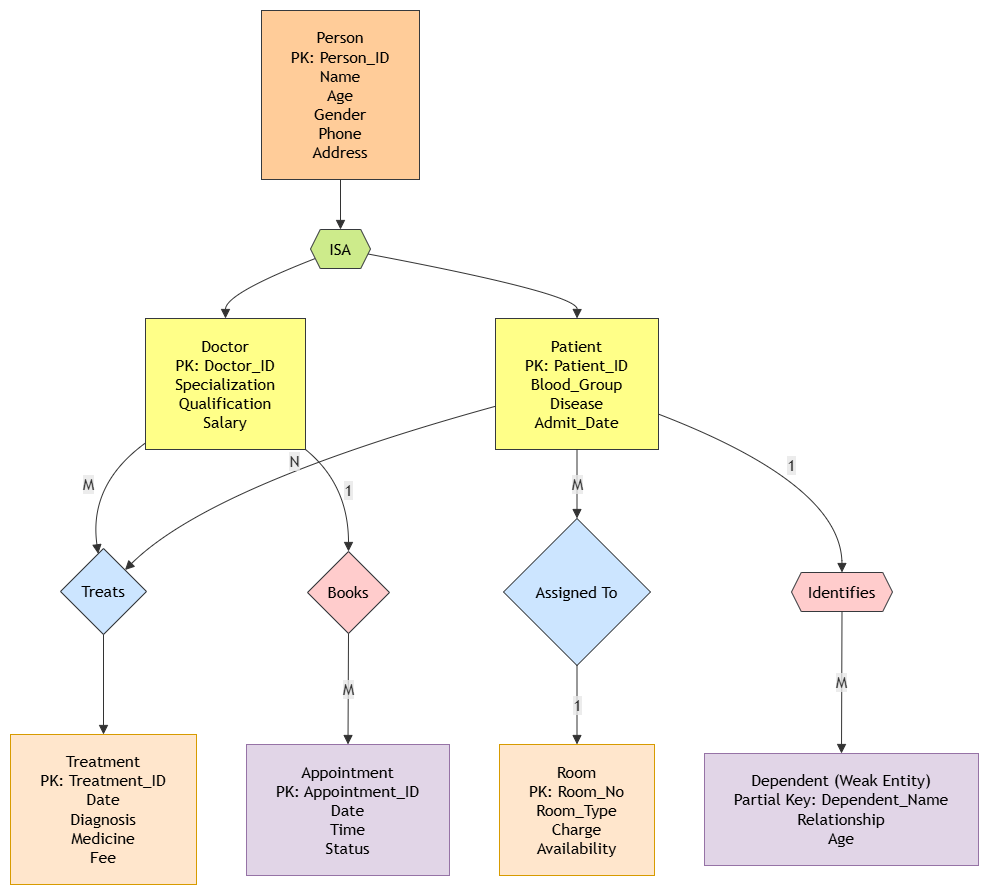 Person
PK: Person_ID
Name
Age
Gender
Phone
Address
ISA
Doctor
PK: Doctor_ID
Specialization
Qualification
Salary
Patient
PK: Patient_ID
Blood_Group
Disease
Admit_Date
M
N
1
M
1
Treats
Books
Assigned To
Identifies
M
1
M
Treatment
PK: Treatment_ID
Date
Diagnosis
Medicine
Fee
Appointment
PK: Appointment_ID
Date
Time
Status
Room
PK: Room_No
Room_Type
Charge
Availability
Dependent (Weak Entity)
Partial Key: Dependent_Name
Relationship
Age